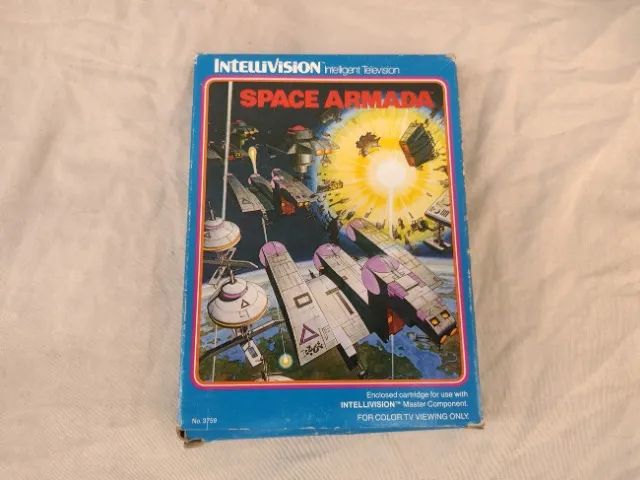 INTELLIVISION Intelligent Television
SPACE ARMADA
Enclosed cartridge for use with
INTELLIVISION™ Master Component.
No. 3759 FOR COLOR TV VIEWING ONLY.